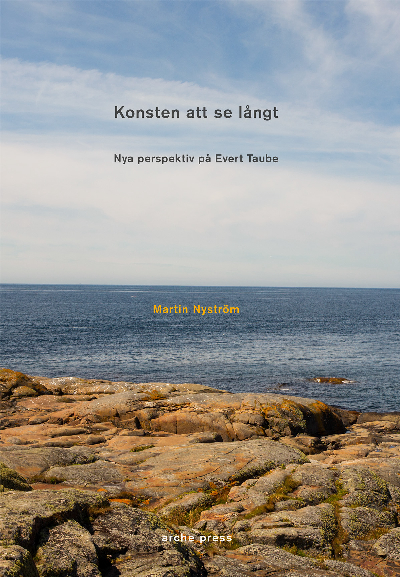 Konsten att se långt
Nya perspektiv på Evert Taube
Martin Nyström
arche press